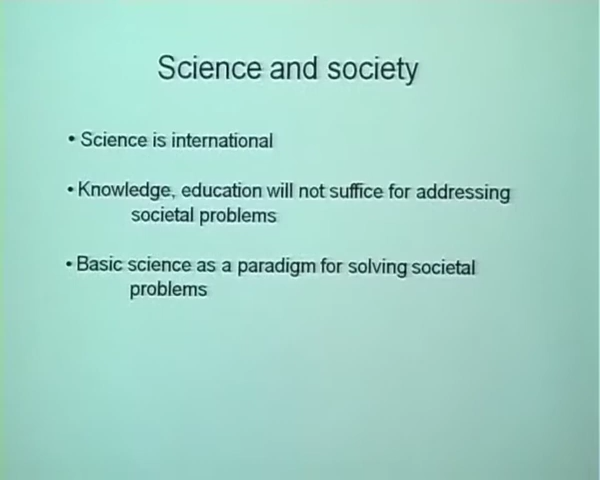 Science and society
• Science is international
• Knowledge, education will not suffice for addressing
societal problems
• Basic science as a paradigm for solving societal
problems